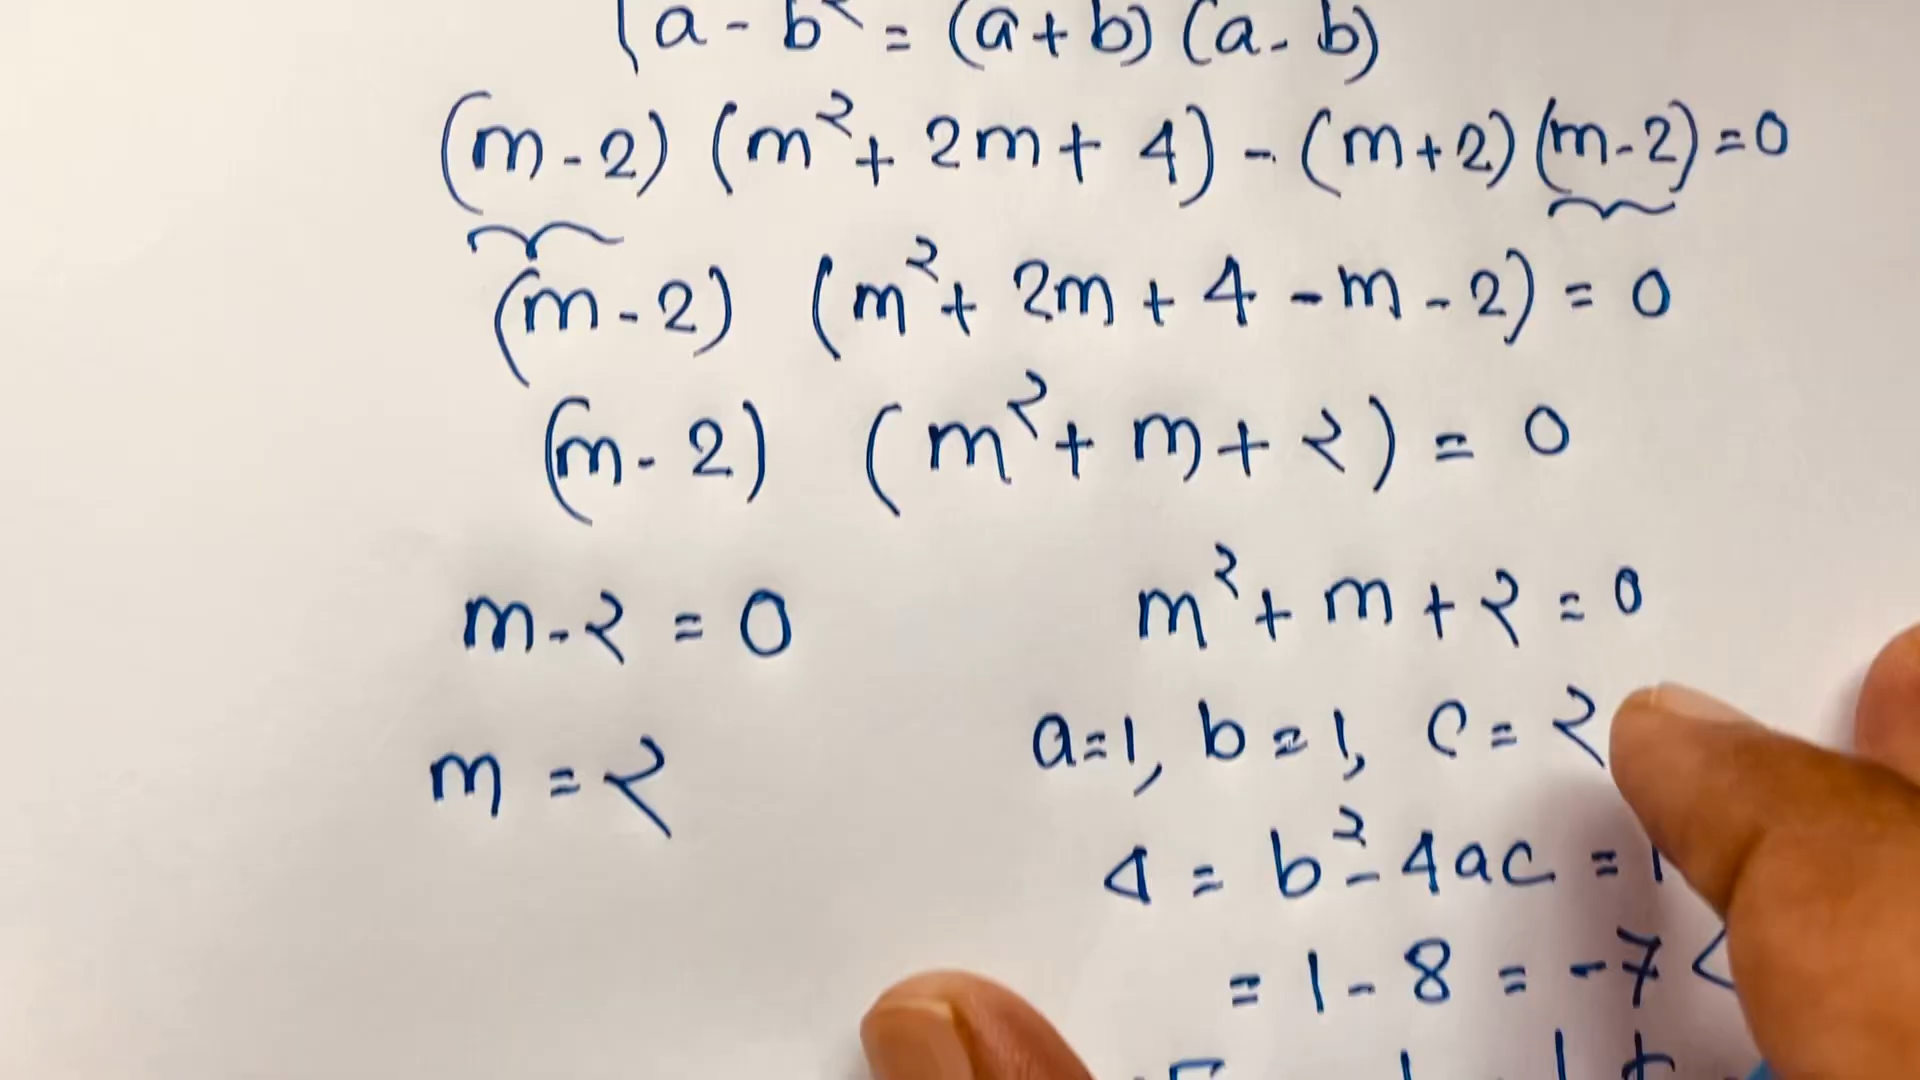 (a - b² = (a+b) (a-b)
(m-2) (m² + 2m + 4) - (m+2) (m-2) = 0
(m-2) (m² + 2m + 4 - m - 2) = 0
(m-2) (m² + m + 2) = 0
m-2 = 0
m² + m + 2 = 0
m = 2
a=1, b=1, c=2
Δ = b² - 4ac = 1
= 1 - 8 = -7 <